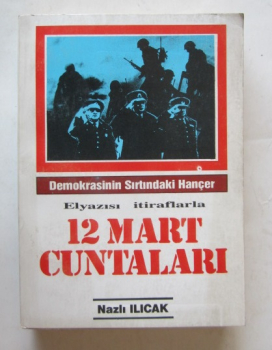 Demokrasinin Sırtındaki Hançer
Elyazısı itiraflarla
12 MART
CUNTALARI
Nazlı ILICAK